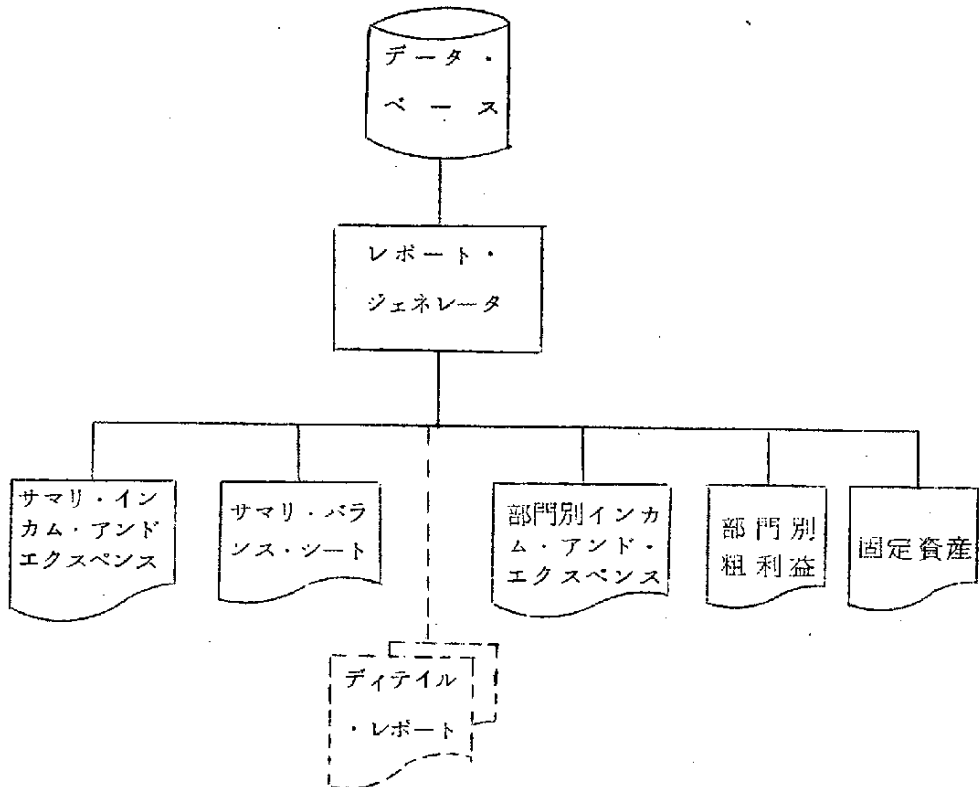 データ・
ベース
レポート・
ジェネレータ
サマリ・イン
カム・アンド
エクスペンス
サマリ・バラ
ンス・シート
部門別インカ
ム・アンド・
エクスペンス
部門別
粗利益
固定資産
ディテイル
・レポート